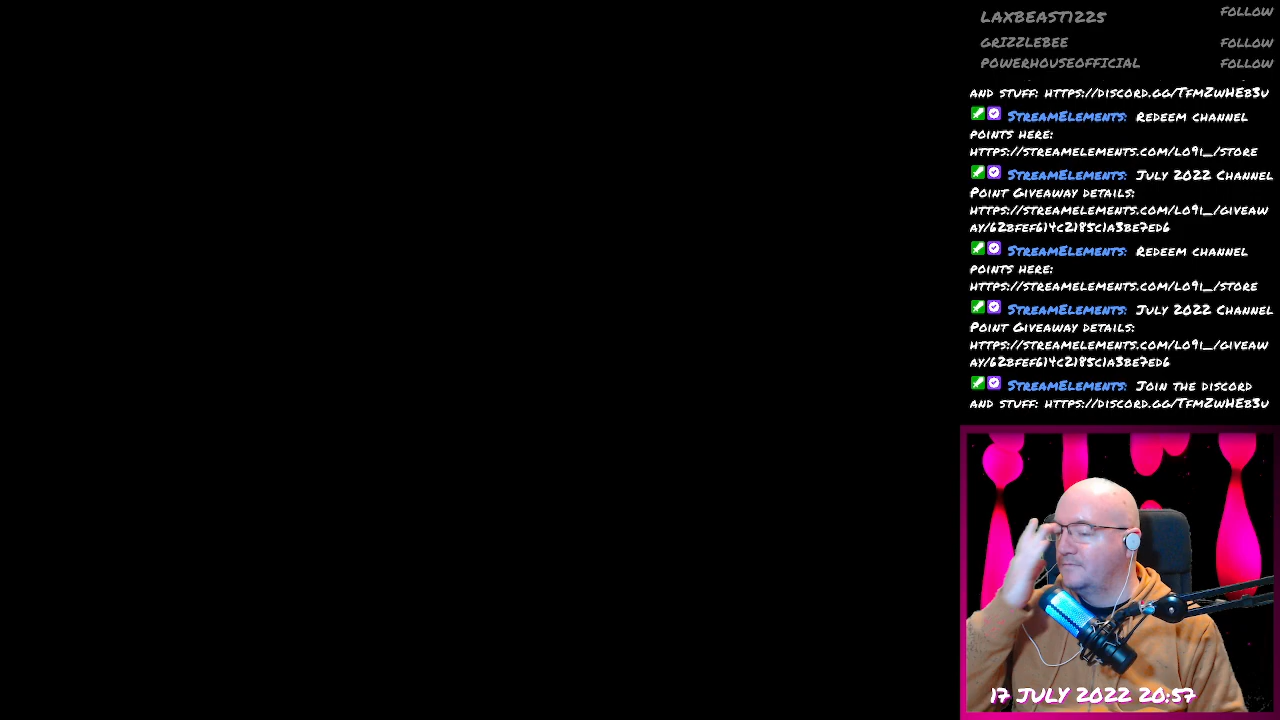 LAXBEAST1225 FOLLOW
GRIZZLEBEE FOLLOW
POWERHOUSEOFFICIAL FOLLOW
AND STUFF: HTTPS://DISCORD.GG/TFMZWHEB3U
STREAMELEMENTS: REDEEM CHANNEL
POINTS HERE:
HTTPS://STREAMELEMENTS.COM/LO9I_/STORE
STREAMELEMENTS: JULY 2022 CHANNEL
POINT GIVEAWAY DETAILS:
HTTPS://STREAMELEMENTS.COM/LO9I_/GIVEAW
AY/62BFEF614C2185C1A3BE7ED6
STREAMELEMENTS: REDEEM CHANNEL
POINTS HERE:
HTTPS://STREAMELEMENTS.COM/LO9I_/STORE
STREAMELEMENTS: JULY 2022 CHANNEL
POINT GIVEAWAY DETAILS:
HTTPS://STREAMELEMENTS.COM/LO9I_/GIVEAW
AY/62BFEF614C2185C1A3BE7ED6
STREAMELEMENTS: JOIN THE DISCORD
AND STUFF: HTTPS://DISCORD.GG/TFMZWHEB3U
17 JULY 2022 20:57